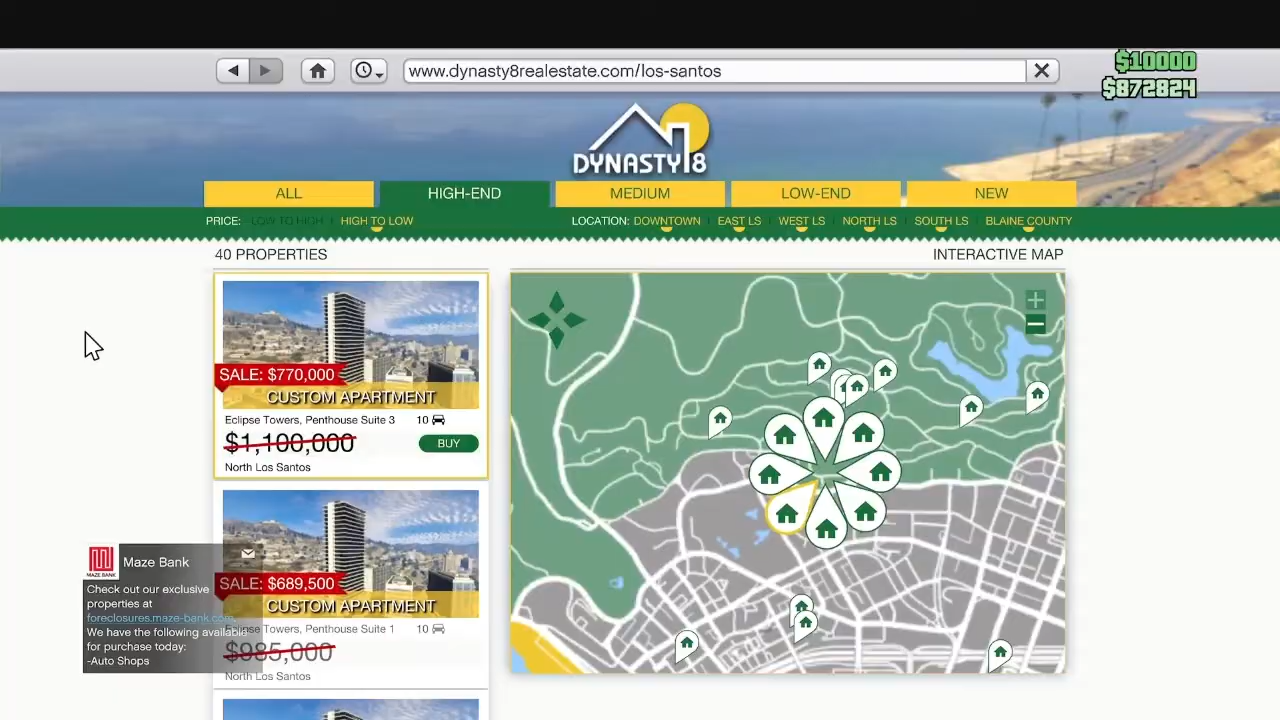 www.dynasty8realestate.com/los-santos
$10000
$872824
DYNASTY 8
ALL
HIGH-END
MEDIUM
LOW-END
NEW
PRICE: LOW TO HIGH HIGH TO LOW
LOCATION: DOWNTOWN EAST LS WEST LS NORTH LS SOUTH LS BLAINE COUNTY
40 PROPERTIES
INTERACTIVE MAP
SALE: $770,000
CUSTOM APARTMENT
Eclipse Towers, Penthouse Suite 3 10
$1,100,000
BUY
North Los Santos
SALE: $689,500
CUSTOM APARTMENT
Eclipse Towers, Penthouse Suite 1 10
$985,000
North Los Santos
MAZE BANK
Maze Bank
Check out our exclusive
properties at
foreclosures.maze-bank.com.
We have the following available
for purchase today:
-Auto Shops